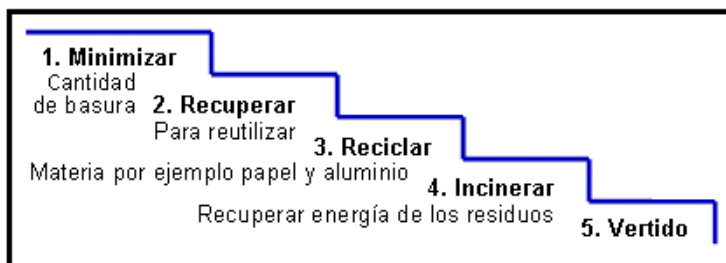 1. Minimizar
Cantidad
de basura
2. Recuperar
Para reutilizar
3. Reciclar
Materia por ejemplo papel y aluminio
4. Incinerar
Recuperar energía de los residuos
5. Vertido